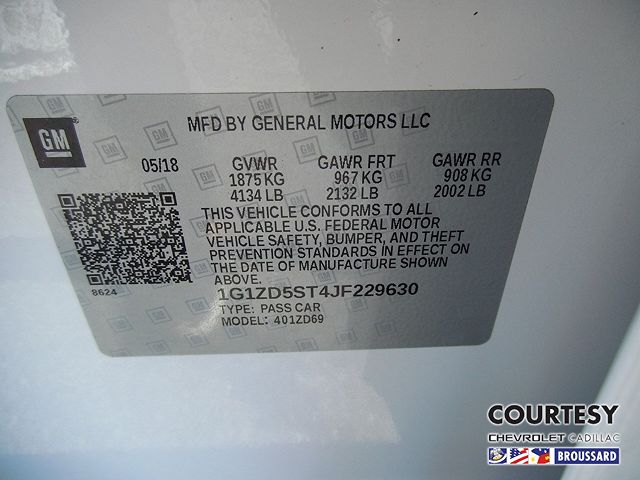 GM
MFD BY GENERAL MOTORS LLC
05/18 GVWR GAWR FRT GAWR RR
1875 KG 967 KG 908 KG
4134 LB 2132 LB 2002 LB
THIS VEHICLE CONFORMS TO ALL
APPLICABLE U.S. FEDERAL MOTOR
VEHICLE SAFETY, BUMPER, AND THEFT
PREVENTION STANDARDS IN EFFECT ON
THE DATE OF MANUFACTURE SHOWN
ABOVE.
8624
1G1ZD5ST4JF229630
TYPE: PASS CAR
MODEL: 401ZD69
COURTESY
CHEVROLET CADILLAC
BROUSSARD